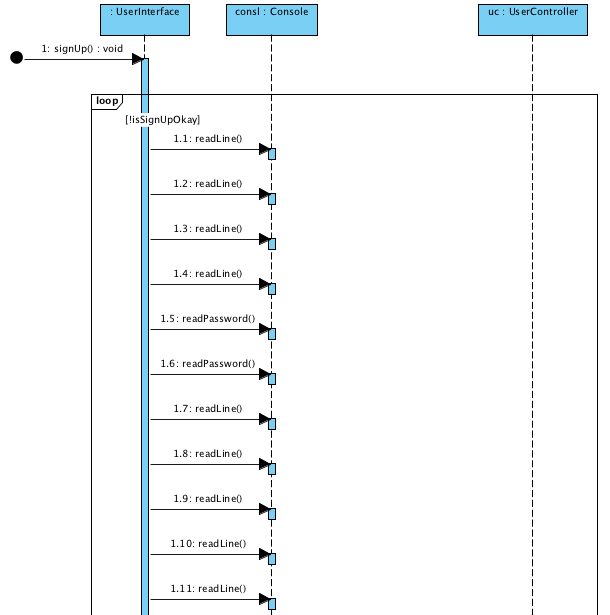 : UserInterface
consl : Console
uc : UserController
1: signUp() : void
loop
[!isSignUpOkay]
1.1: readLine()
1.2: readLine()
1.3: readLine()
1.4: readLine()
1.5: readPassword()
1.6: readPassword()
1.7: readLine()
1.8: readLine()
1.9: readLine()
1.10: readLine()
1.11: readLine()